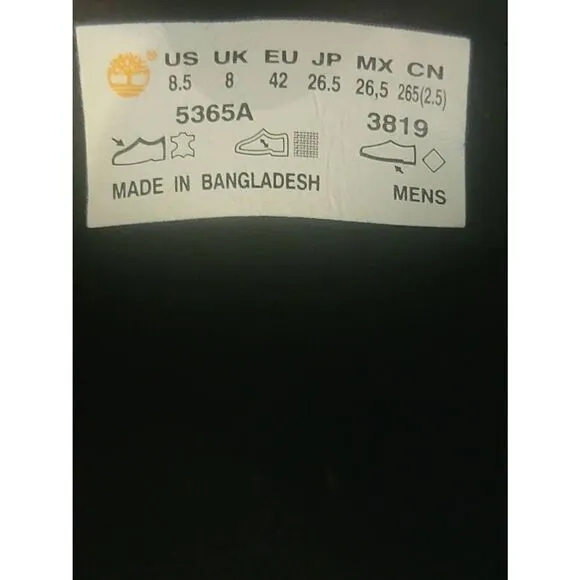 US UK EU JP MX CN
8.5 8 42 26.5 26,5 265(2.5)
5365A 3819
MADE IN BANGLADESH MENS